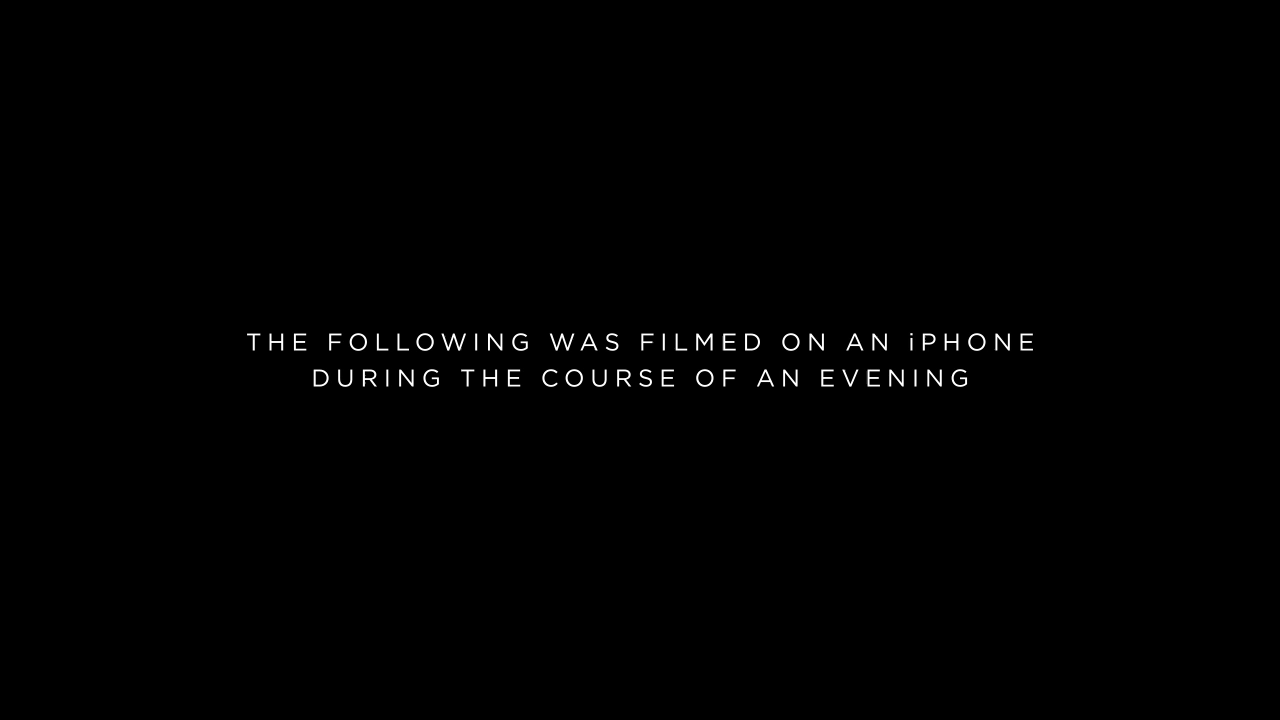 THE FOLLOWING WAS FILMED ON AN iPHONE
DURING THE COURSE OF AN EVENING